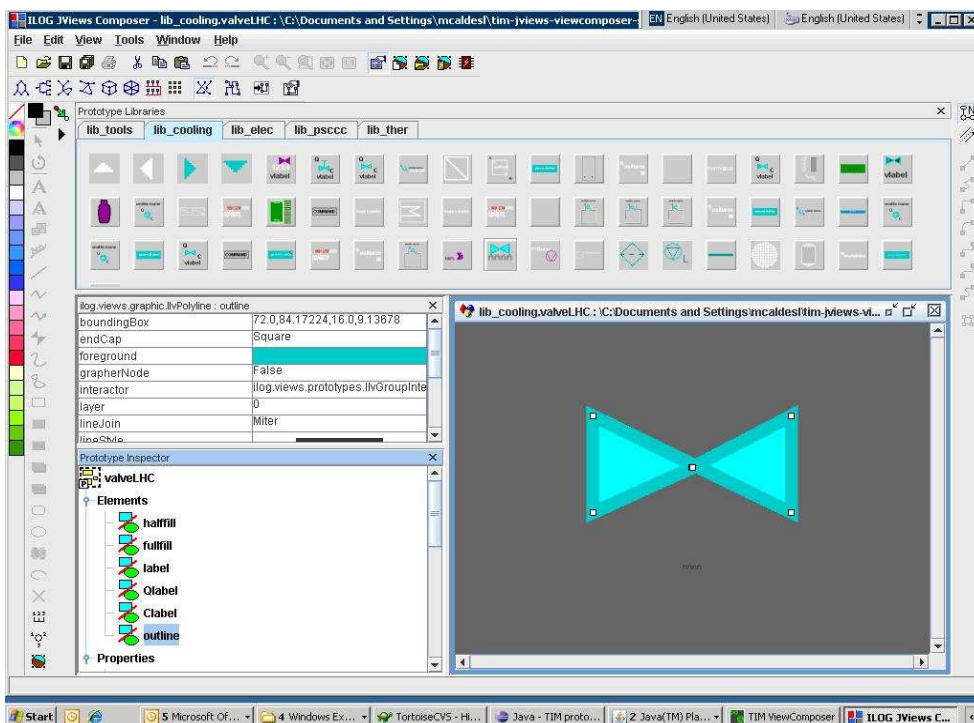 ILOG JViews Composer - lib_cooling.valveLHC : \C:\Documents and Settings\mcaldesl\tim-jviews-viewcomposer-
EN English (United States) English (United States)
File Edit View Tools Window Help
Prototype Libraries
lib_tools lib_cooling lib_elec lib_psccc lib_ther
vlabel vlabel vlabel vlabel vlabel
COMMAND
vlabel COMMAND
ilog.views.graphic.IlvPolyline : outline
boundingBox 72.0,84.17224,16.0,9.13678
endCap Square
foreground
grapherNode False
interactor ilog.views.prototypes.IlvGroupInte
layer 0
lineJoin Miter
lineStyle
Prototype Inspector
valveLHC
Elements
halffill
fullfill
label
Qlabel
Clabel
outline
Properties
lib_cooling.valveLHC : \C:\Documents and Settings\mcaldesl\tim-jviews-vi...
Start 5 Microsoft Of... 4 Windows Ex... TortoiseCVS - Hi... Java - TIM proto... 2 Java(TM) Pla... TIM ViewComposer ILOG JViews C...